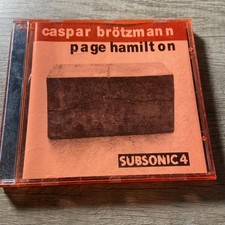 caspar brötzmann
page hamilton
SUBSONIC 4